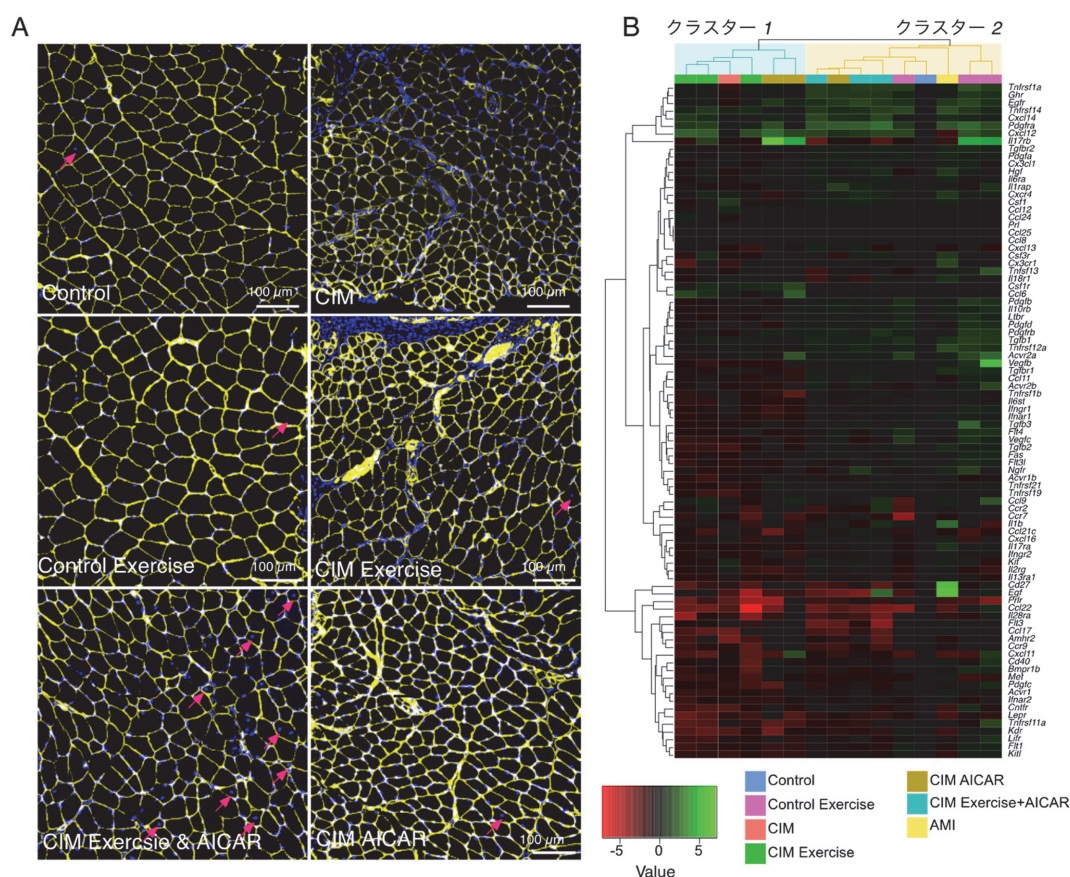 A
Control
100 μm
CIM
100 μm
Control Exercise
100 μm
CIM Exercise
100 μm
CIM Exercsie & AICAR
CIM AICAR
100 μm
B
クラスター 1
クラスター 2
Tnfrsf1a
Ghr
Egfr
Tnfrsf14
Cxcl14
Pdgfra
Cxcl12
Il17rb
Tgfbr2
Pdgfa
Cx3cl1
Hgf
Il6ra
Il1rap
Cxcr4
Csf1
Ccl12
Ccl24
Prl
Ccl25
Ccl8
Cxcl13
Csf3r
Cx3cr1
Tnfsf13
Il18r1
Csf1r
Ccl6
Pdgfb
Il10rb
Ltbr
Pdgfd
Pdgfrb
Tgfb1
Tnfrsf12a
Acvr2a
Vegfb
Tgfbr1
Ccl11
Acvr2b
Tnfrsf1b
Il6st
Ifngr1
Ifnar1
Tgfb3
Flt4
Vegfc
Tgfb2
Fas
Flt3l
Ngfr
Acvr1b
Tnfrsf21
Tnfrsf19
Ccl9
Ccr2
Ccr7
Il1b
Ccl21c
Cxcl16
Il17ra
Ifngr2
Kit
Il2rg
Il13ra1
Cd27
Egf
Prlr
Ccl22
Il28ra
Flt3
Ccl17
Amhr2
Ccr9
Cxcl11
Cd40
Bmpr1b
Met
Pdgfc
Acvr1
Ifnar2
Cntfr
Lepr
Tnfrsf11a
Kdr
Lifr
Flt1
Kitl
-5 0 5
Value
Control
Control Exercise
CIM
CIM Exercise
CIM AICAR
CIM Exercise+AICAR
AMI